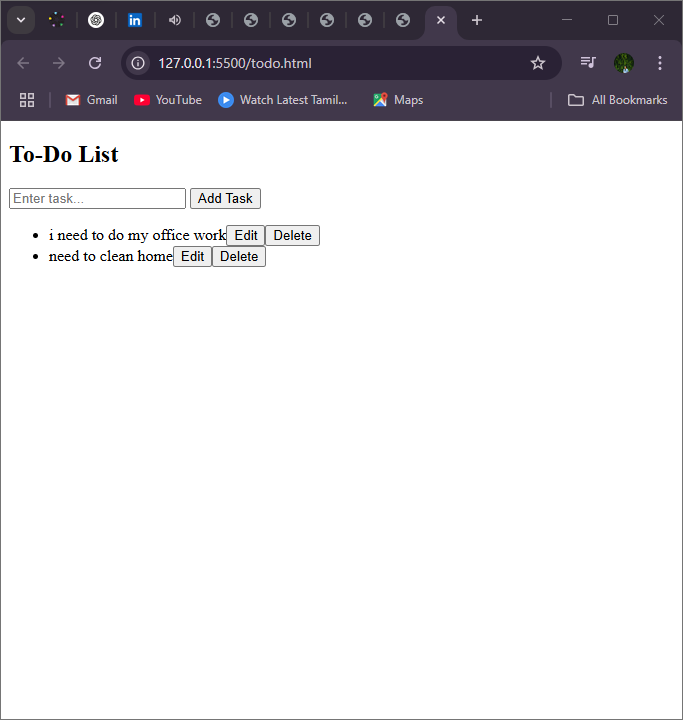 127.0.0.1:5500/todo.html
Gmail YouTube Watch Latest Tamil... Maps All Bookmarks
To-Do List
Enter task... Add Task
i need to do my office work Edit Delete
need to clean home Edit Delete